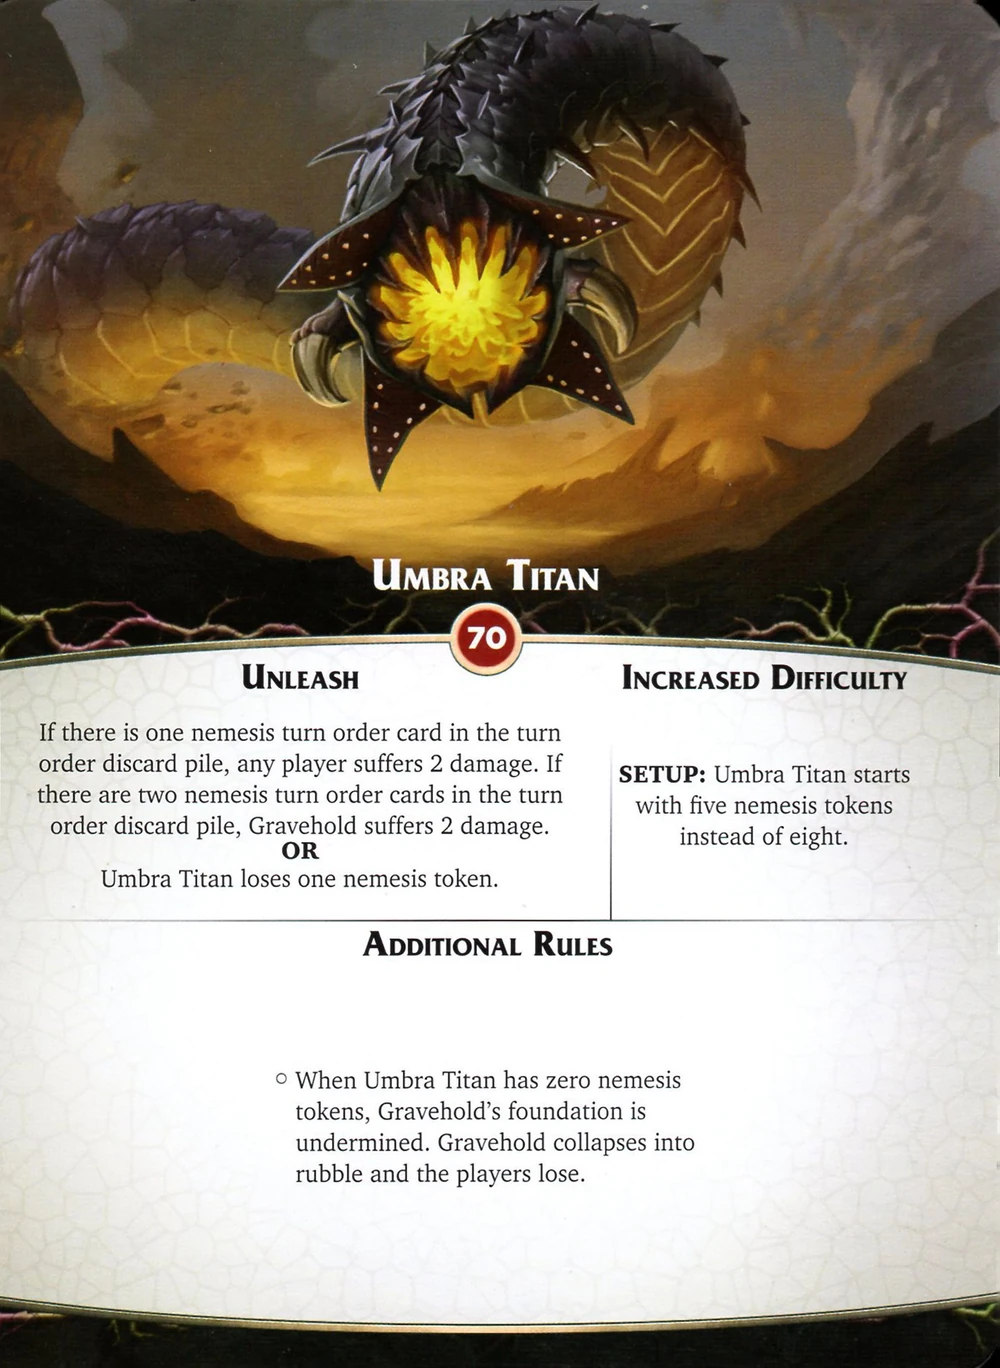 Umbra Titan
70
Unleash
If there is one nemesis turn order card in the turn
order discard pile, any player suffers 2 damage. If
there are two nemesis turn order cards in the turn
order discard pile, Gravehold suffers 2 damage.
OR
Umbra Titan loses one nemesis token.
Increased Difficulty
SETUP: Umbra Titan starts
with five nemesis tokens
instead of eight.
Additional Rules
○ When Umbra Titan has zero nemesis
tokens, Gravehold’s foundation is
undermined. Gravehold collapses into
rubble and the players lose.